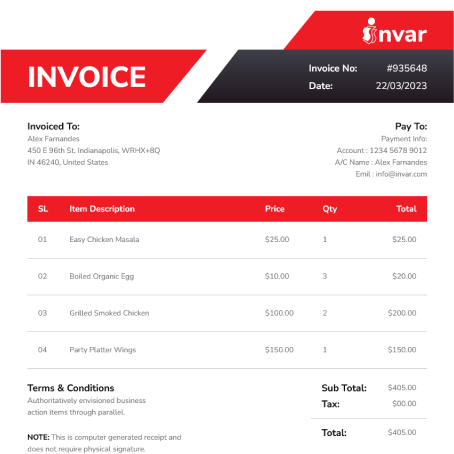 invar
INVOICE
Invoice No: #935648
Date: 22/03/2023
Invoiced To:
Alex Farnandes
450 E 96th St, Indianapolis, WRHX+8Q
IN 46240, United States
Pay To:
Payment Info:
Account : 1234 5678 9012
A/C Name : Alex Farnandes
Emil : info@invar.com
SL Item Description Price Qty Total
01 Easy Chicken Masala $25.00 1 $25.00
02 Boiled Organic Egg $10.00 3 $20.00
03 Grilled Smoked Chicken $100.00 2 $200.00
04 Party Platter Wings $150.00 1 $150.00
Terms & Conditions
Authoritatively envisioned business
action items through parallel.
NOTE: This is computer generated receipt and
does not require physical signature.
Sub Total: $405.00
Tax: $00.00
Total: $405.00